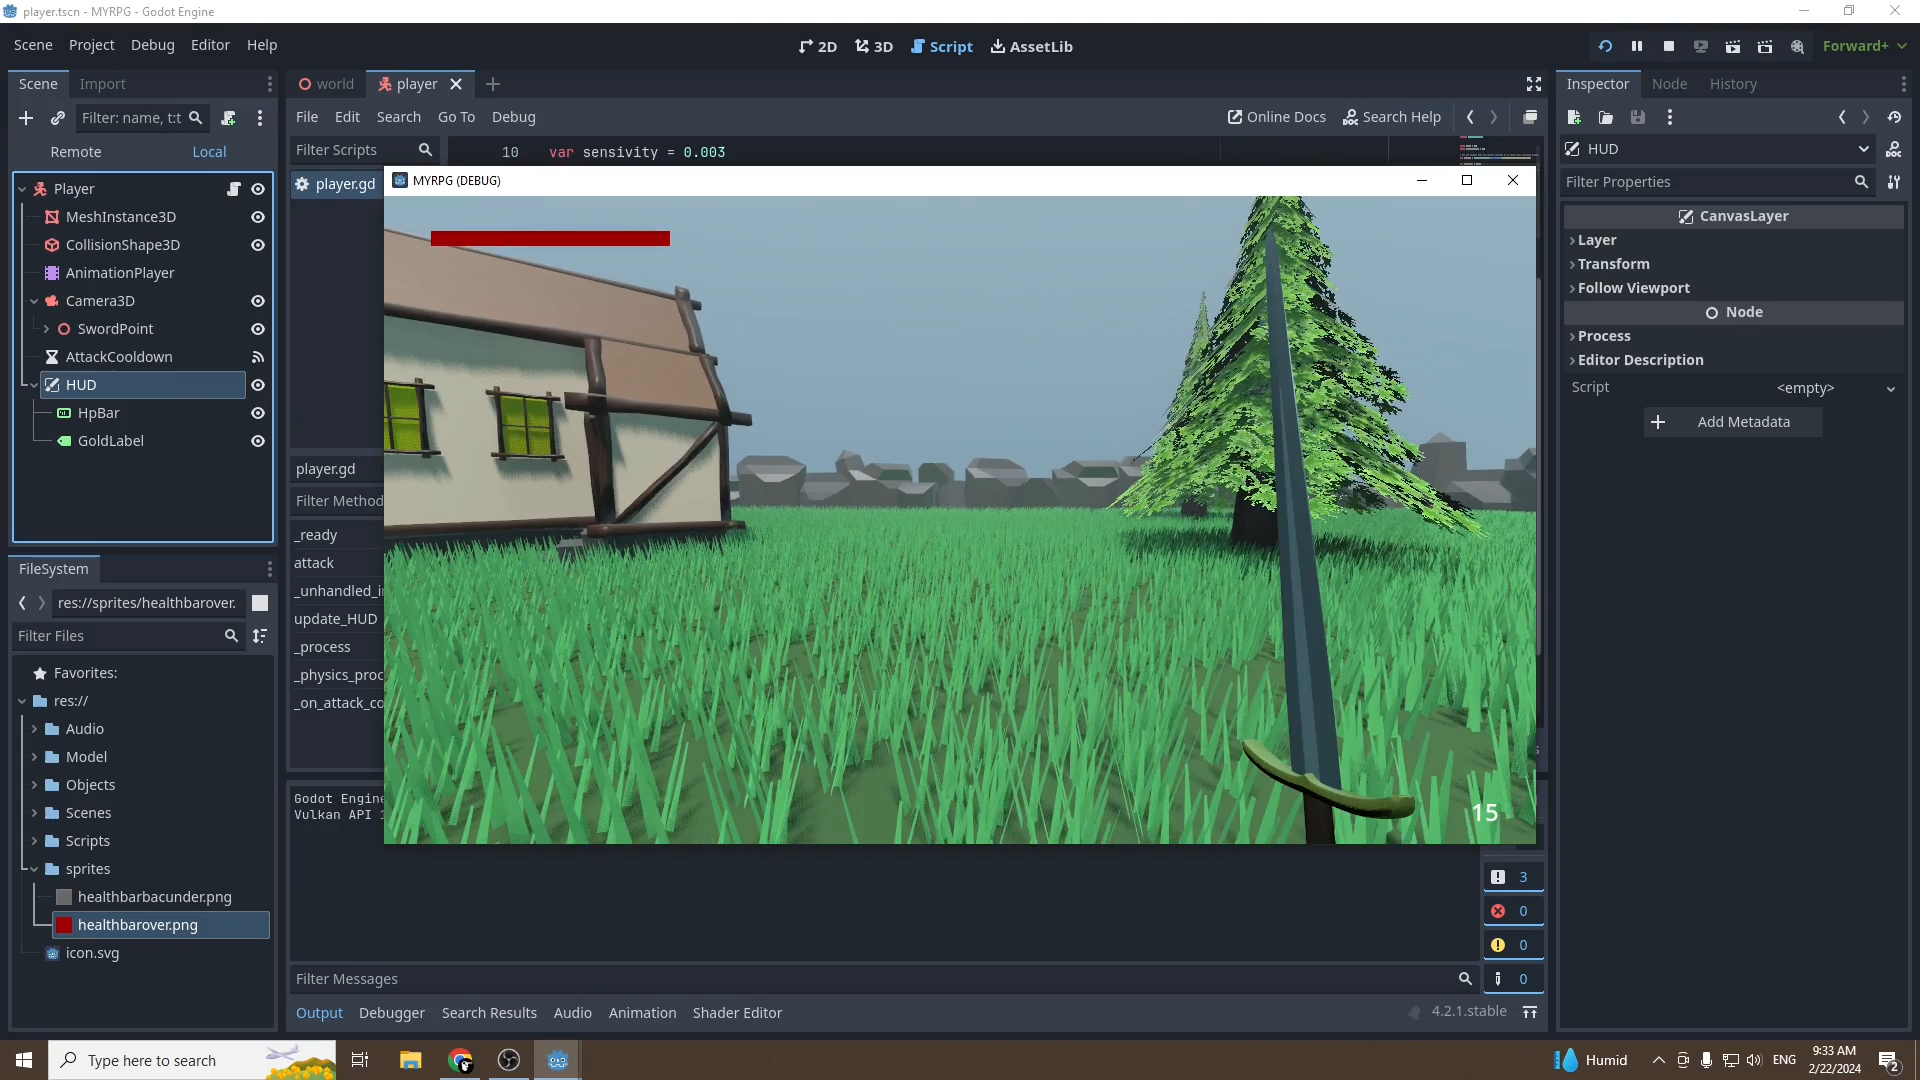 player.tscn - MYRPG - Godot Engine
Scene Project Debug Editor Help
2D 3D Script AssetLib
Forward+
Scene Import
world player
Inspector Node History
Filter: name, t:t
File Edit Search Go To Debug
Online Docs Search Help
Remote Local
Filter Scripts
10 var sensivity = 0.003
HUD
Player
player.gd
MYRPG (DEBUG)
Filter Properties
MeshInstance3D
CanvasLayer
CollisionShape3D
Layer
AnimationPlayer
Transform
Camera3D
Follow Viewport
SwordPoint
Node
AttackCooldown
Process
HUD
Editor Description
HpBar
Script <empty>
GoldLabel
Add Metadata
player.gd
Filter Method
_ready
attack
_unhandled_i
update_HUD
_process
_physics_proc
_on_attack_co
FileSystem
res://sprites/healthbarover.
Filter Files
Favorites:
res://
Audio
Model
Objects
Scenes
Scripts
sprites
healthbarbacunder.png
healthbarover.png
icon.svg
15
Godot Engine
Vulkan API
3
0
0
0
Filter Messages
Output Debugger Search Results Audio Animation Shader Editor
4.2.1.stable
Type here to search
Humid
ENG
9:33 AM
2/22/2024
2